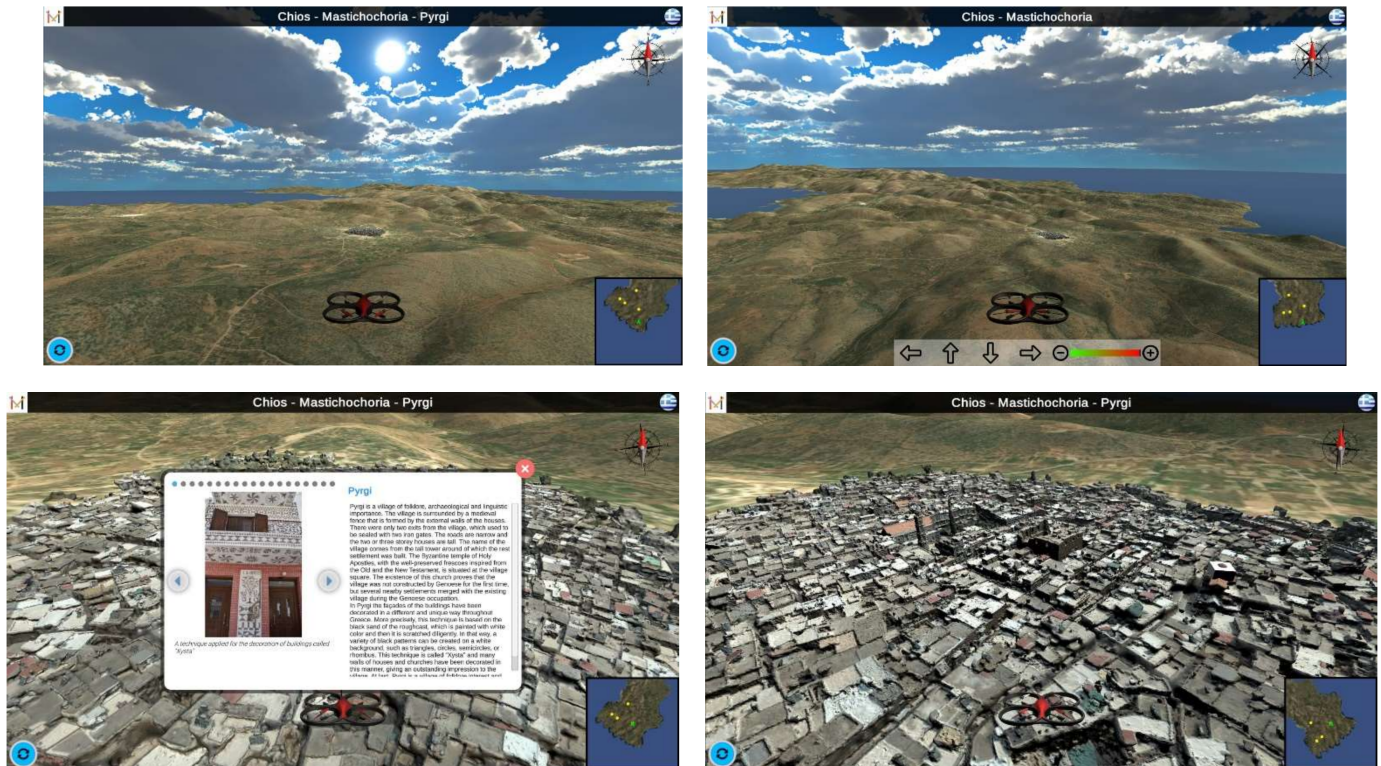 Chios - Mastichochoria - Pyrgi
Chios - Mastichochoria
Chios - Mastichochoria - Pyrgi
Pyrgi
Pyrgi is a village of folklore, archaeological and linguistic
importance. The village is surrounded by a medieval
fence that is formed by the external walls of the houses.
There were only two exits from the village, which used to
be sealed with two iron gates. The roads are narrow and
the two or three storey houses are tall. The name of the
village comes from the tall tower around of which the rest
settlement was built. The Byzantine temple of Holy
Apostles, with the well-preserved frescoes inspired from
the Old and the New Testament, is situated at the village
square. The existence of this church proves that the
village was not constructed by Genoese for the first time,
but several nearby settlements merged with the existing
village during the Genoese occupation.
In Pyrgi the façades of the buildings have been
decorated in a different and unique way throughout
Greece. More precisely, this technique is based on the
black sand of the roughcast, which is painted with white
color and then it is scratched diligently. In that way, a
variety of black patterns can be created on a white
background, such as triangles, circles, semicircles, or
rhombus. This technique is called "Xysta" and many
walls of houses and churches have been decorated in
this manner, giving an outstanding impression to the
village. At last, Pyrgi is a village of folklore interest and
A technique applied for the decoration of buildings called
"Xysta"
Chios - Mastichochoria - Pyrgi